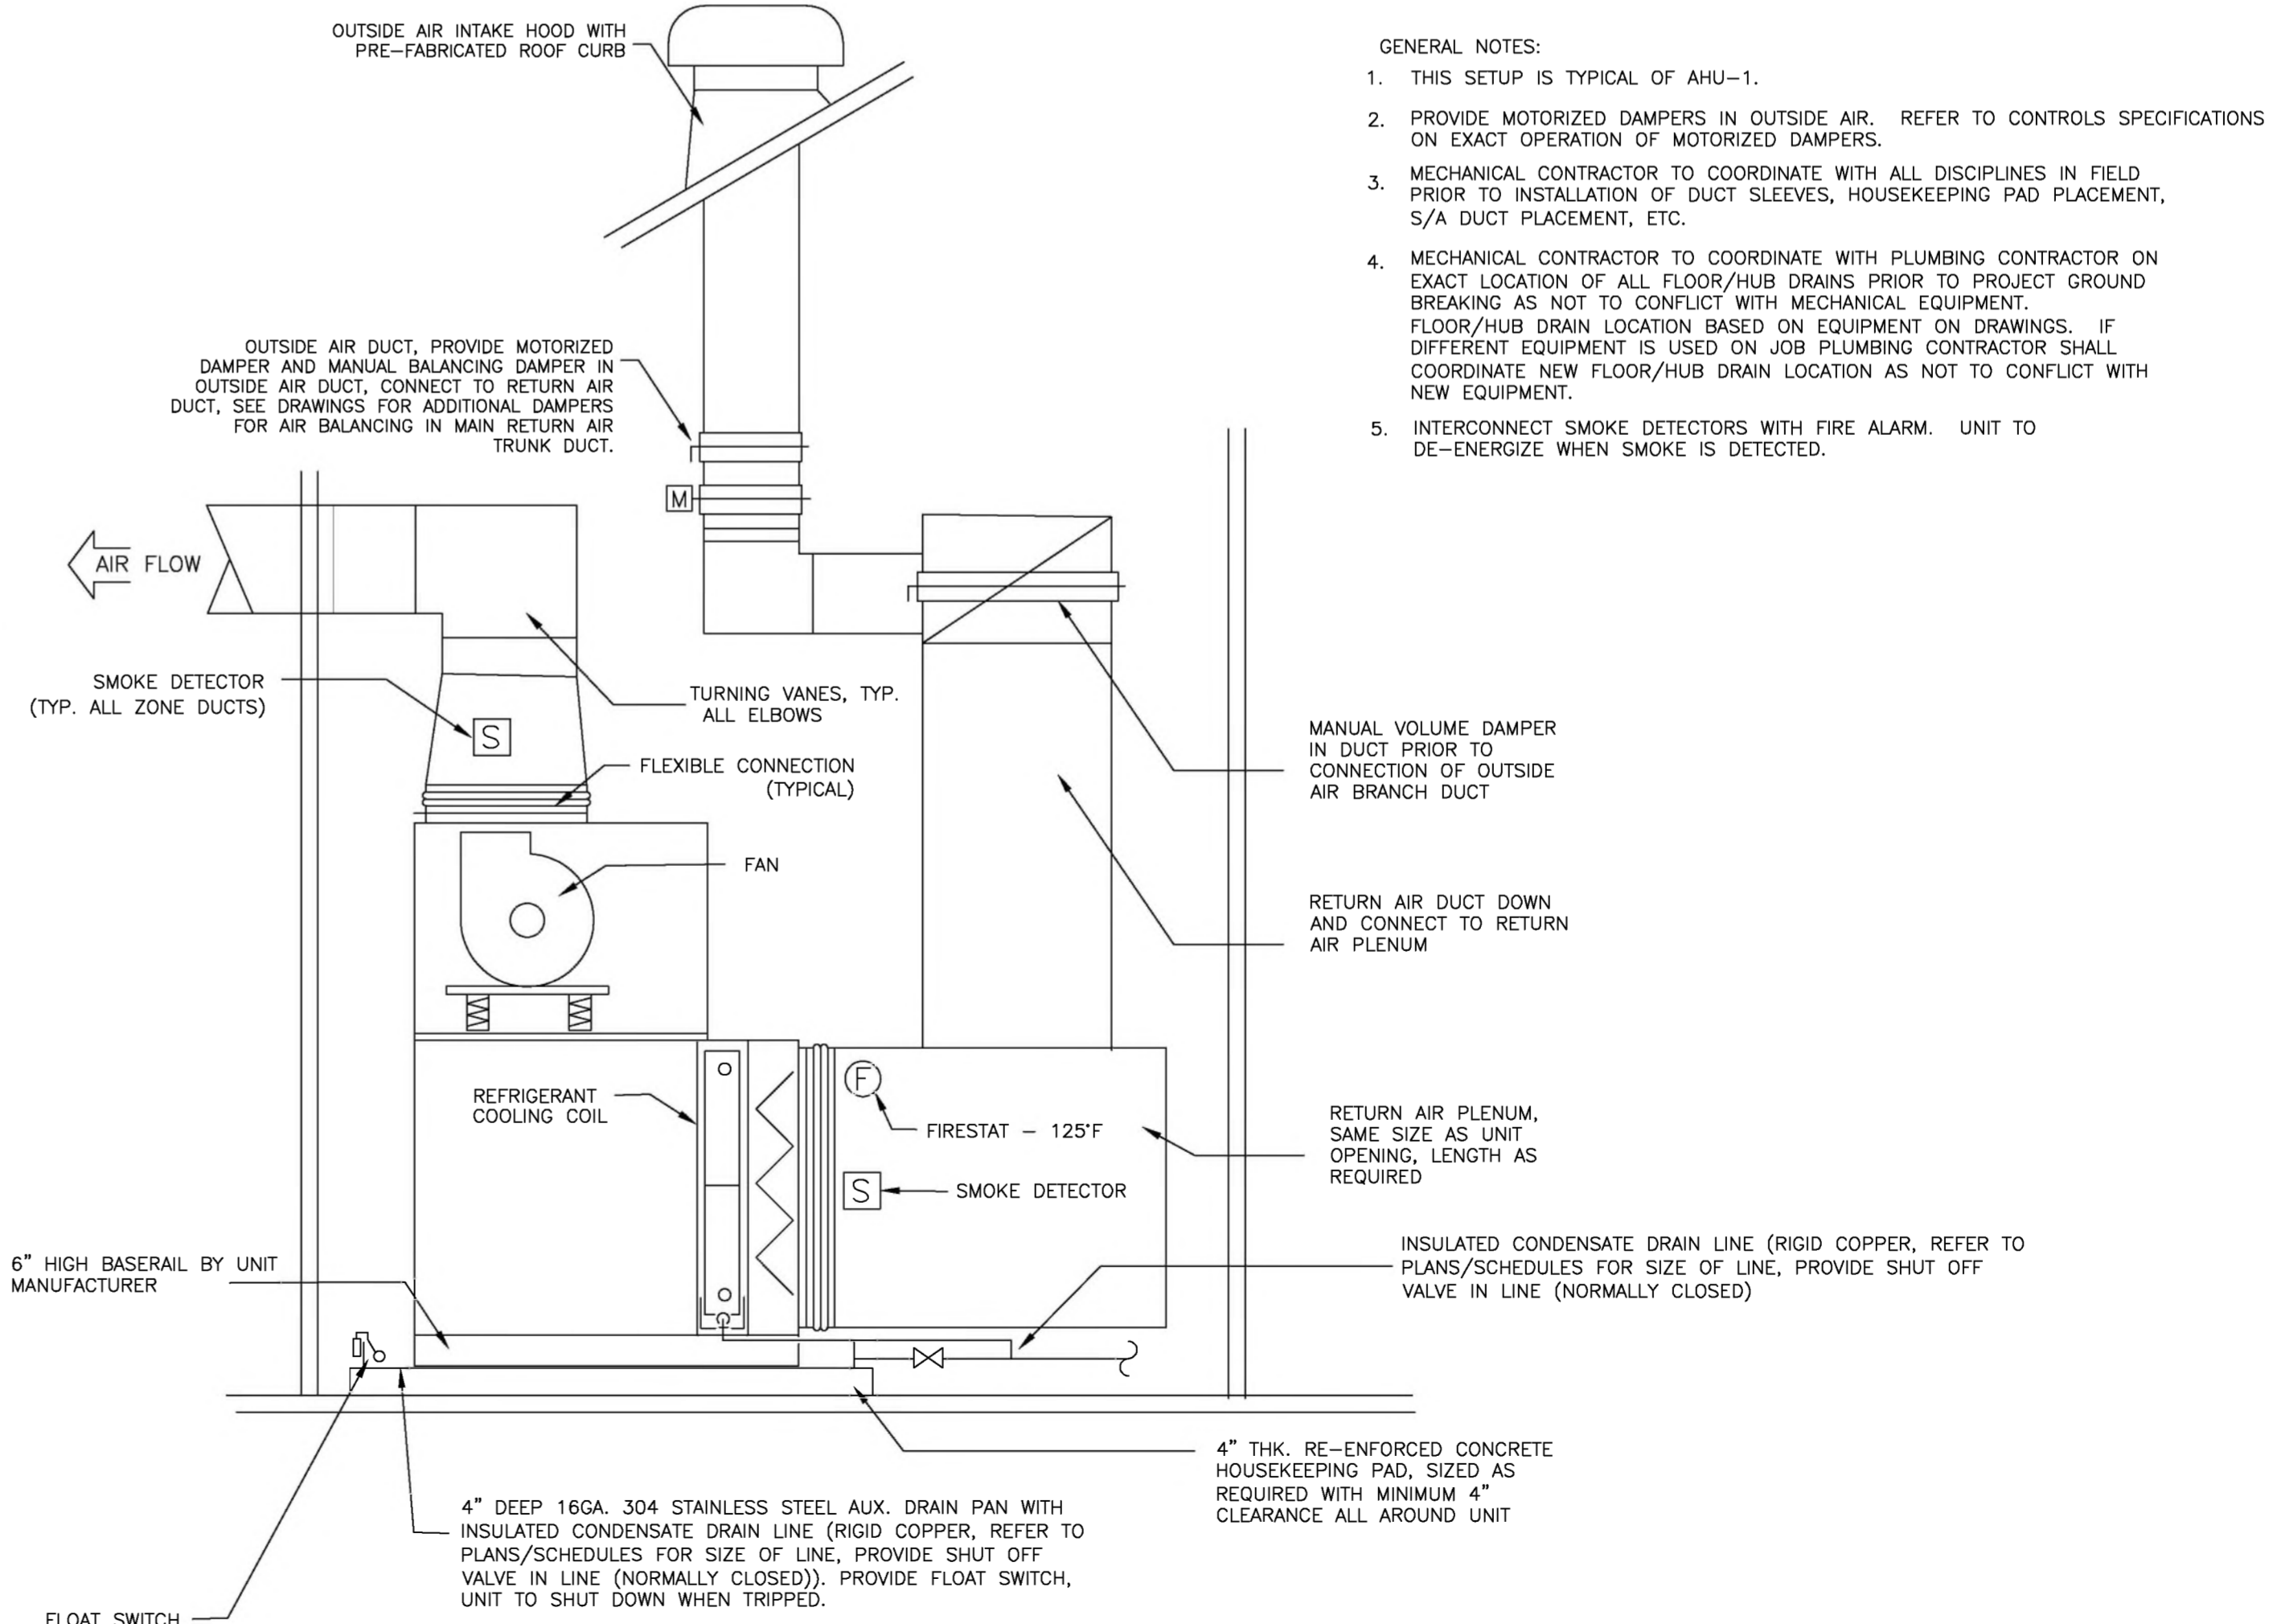 OUTSIDE AIR INTAKE HOOD WITH
PRE-FABRICATED ROOF CURB
GENERAL NOTES:
1. THIS SETUP IS TYPICAL OF AHU-1.
2. PROVIDE MOTORIZED DAMPERS IN OUTSIDE AIR. REFER TO CONTROLS SPECIFICATIONS
ON EXACT OPERATION OF MOTORIZED DAMPERS.
3. MECHANICAL CONTRACTOR TO COORDINATE WITH ALL DISCIPLINES IN FIELD
PRIOR TO INSTALLATION OF DUCT SLEEVES, HOUSEKEEPING PAD PLACEMENT,
S/A DUCT PLACEMENT, ETC.
4. MECHANICAL CONTRACTOR TO COORDINATE WITH PLUMBING CONTRACTOR ON
EXACT LOCATION OF ALL FLOOR/HUB DRAINS PRIOR TO PROJECT GROUND
BREAKING AS NOT TO CONFLICT WITH MECHANICAL EQUIPMENT.
FLOOR/HUB DRAIN LOCATION BASED ON EQUIPMENT ON DRAWINGS. IF
DIFFERENT EQUIPMENT IS USED ON JOB PLUMBING CONTRACTOR SHALL
COORDINATE NEW FLOOR/HUB DRAIN LOCATION AS NOT TO CONFLICT WITH
NEW EQUIPMENT.
5. INTERCONNECT SMOKE DETECTORS WITH FIRE ALARM. UNIT TO
DE-ENERGIZE WHEN SMOKE IS DETECTED.
OUTSIDE AIR DUCT, PROVIDE MOTORIZED
DAMPER AND MANUAL BALANCING DAMPER IN
OUTSIDE AIR DUCT, CONNECT TO RETURN AIR
DUCT, SEE DRAWINGS FOR ADDITIONAL DAMPERS
FOR AIR BALANCING IN MAIN RETURN AIR
TRUNK DUCT.
M
AIR FLOW
SMOKE DETECTOR
(TYP. ALL ZONE DUCTS)
S
TURNING VANES, TYP.
ALL ELBOWS
FLEXIBLE CONNECTION
(TYPICAL)
FAN
MANUAL VOLUME DAMPER
IN DUCT PRIOR TO
CONNECTION OF OUTSIDE
AIR BRANCH DUCT
RETURN AIR DUCT DOWN
AND CONNECT TO RETURN
AIR PLENUM
REFRIGERANT
COOLING COIL
F
FIRESTAT - 125°F
S
SMOKE DETECTOR
RETURN AIR PLENUM,
SAME SIZE AS UNIT
OPENING, LENGTH AS
REQUIRED
6" HIGH BASERAIL BY UNIT
MANUFACTURER
INSULATED CONDENSATE DRAIN LINE (RIGID COPPER, REFER TO
PLANS/SCHEDULES FOR SIZE OF LINE, PROVIDE SHUT OFF
VALVE IN LINE (NORMALLY CLOSED)
4" THK. RE-ENFORCED CONCRETE
HOUSEKEEPING PAD, SIZED AS
REQUIRED WITH MINIMUM 4"
CLEARANCE ALL AROUND UNIT
4" DEEP 16GA. 304 STAINLESS STEEL AUX. DRAIN PAN WITH
INSULATED CONDENSATE DRAIN LINE (RIGID COPPER, REFER TO
PLANS/SCHEDULES FOR SIZE OF LINE, PROVIDE SHUT OFF
VALVE IN LINE (NORMALLY CLOSED)). PROVIDE FLOAT SWITCH,
UNIT TO SHUT DOWN WHEN TRIPPED.
FLOAT SWITCH